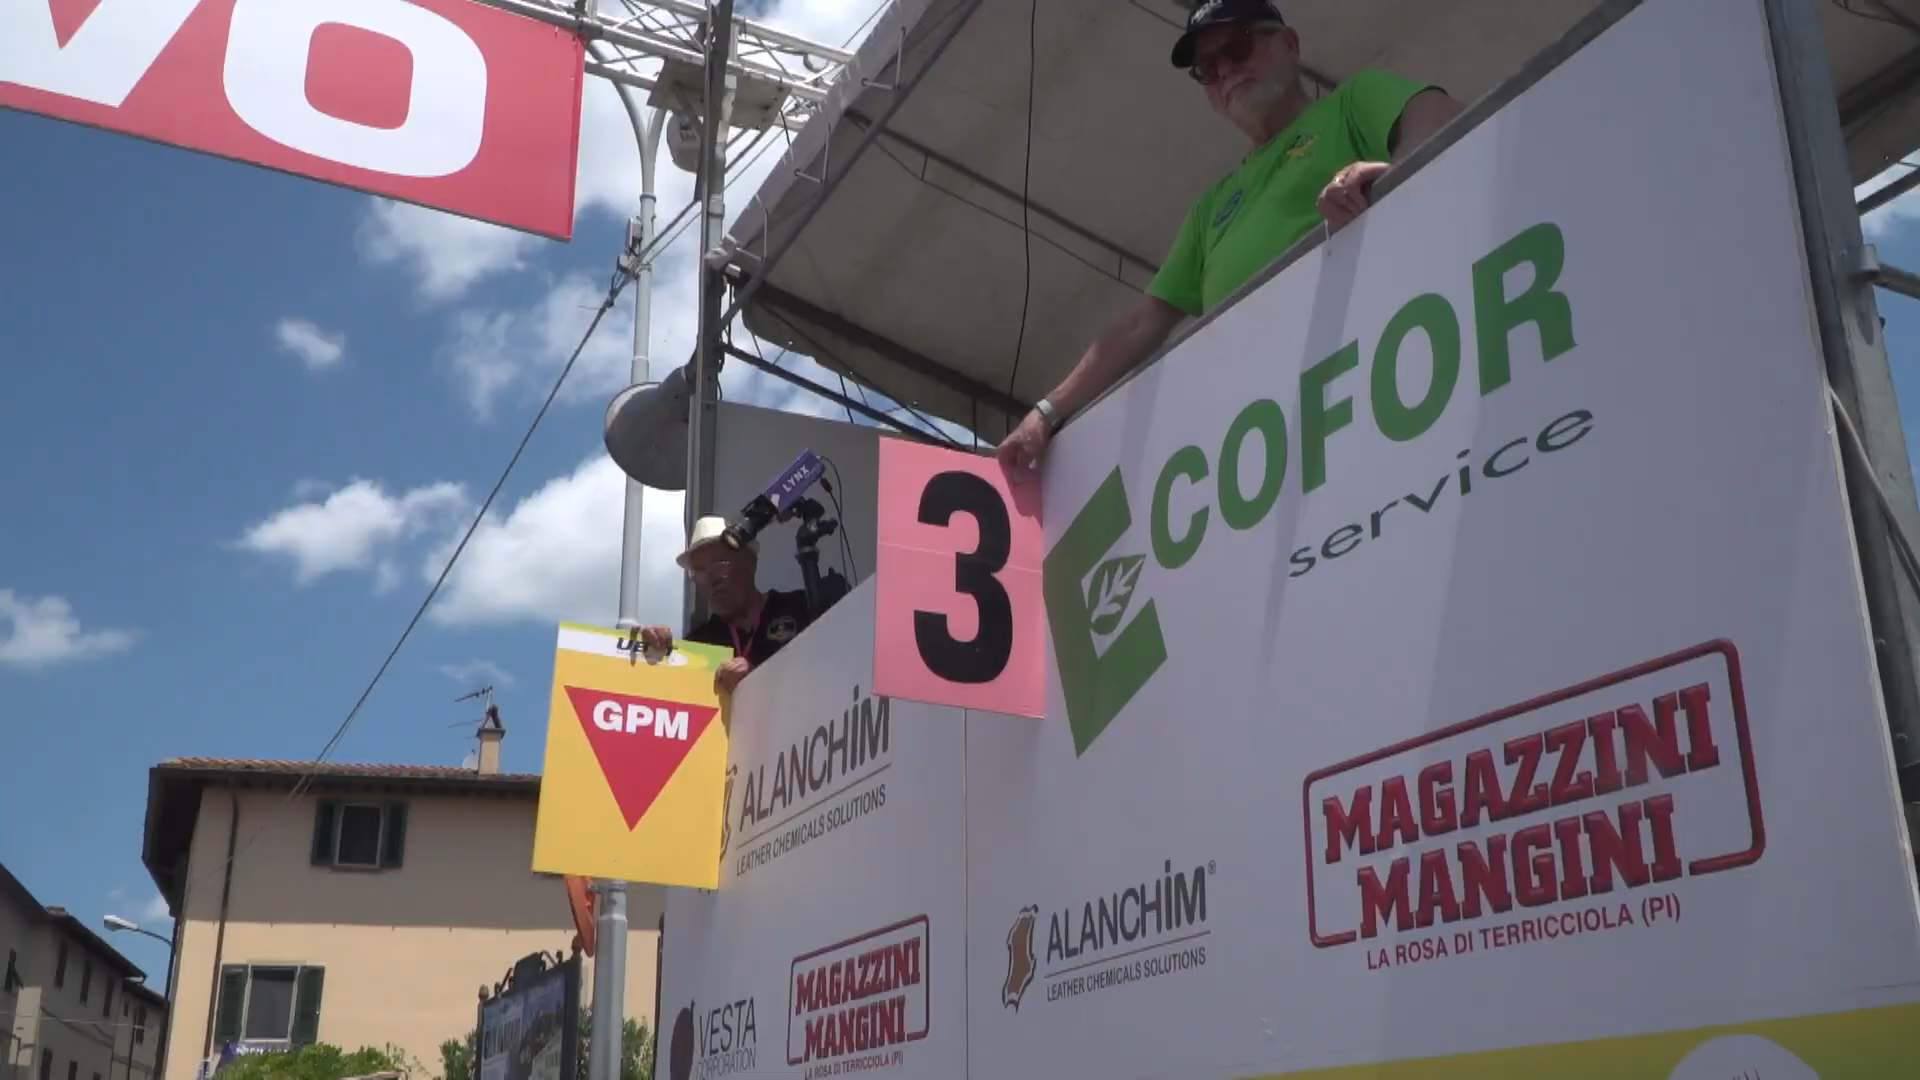 VO
LYNX
3
ECOFOR
service
GPM
ALANCHIM
LEATHER CHEMICALS SOLUTIONS
MAGAZZINI
MANGINI
LA ROSA DI TERRICCIOLA (PI)
ALANCHIM®
LEATHER CHEMICALS SOLUTIONS
MAGAZZINI
MANGINI
LA ROSA DI TERRICCIOLA (PI)
VESTA
CORPORATION